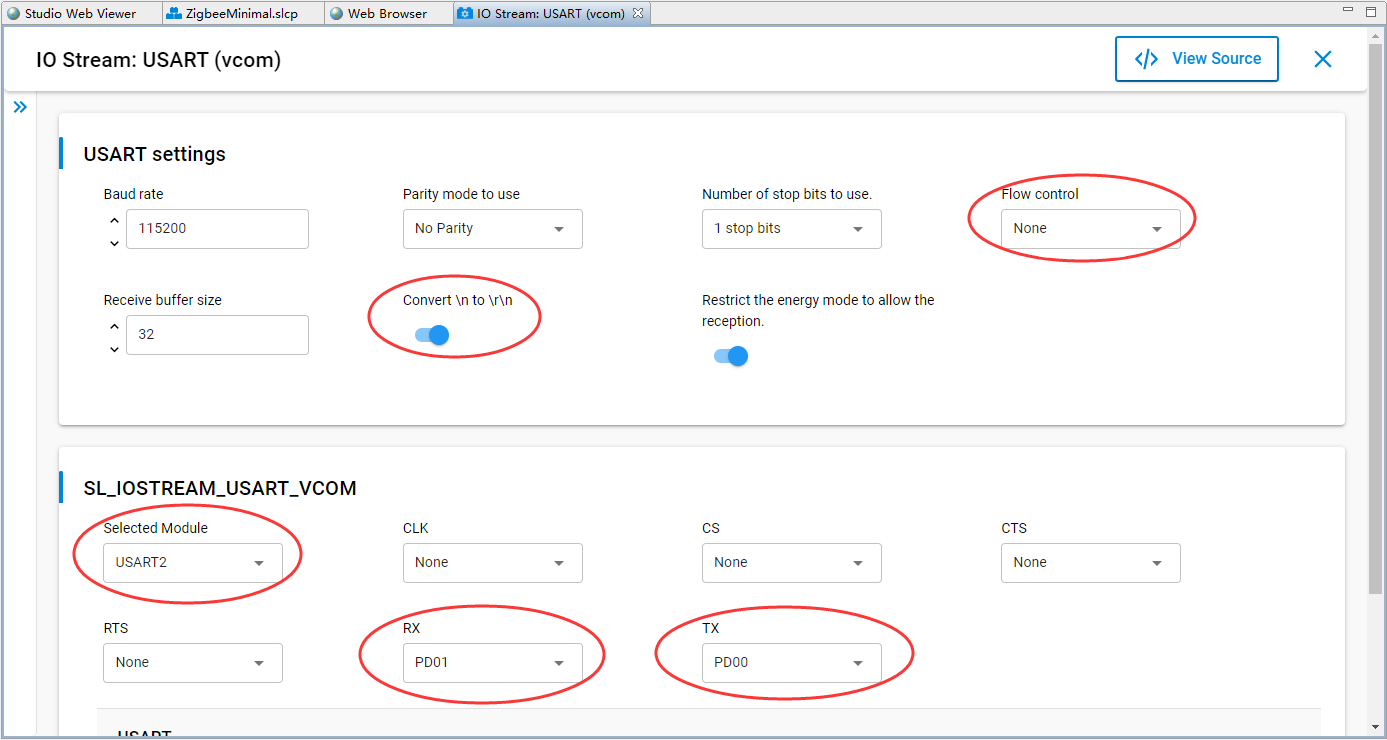 Studio Web Viewer
ZigbeeMinimal.slcp
Web Browser
IO Stream: USART (vcom)
IO Stream: USART (vcom)
</> View Source
USART settings
Baud rate
Parity mode to use
Number of stop bits to use.
Flow control
115200
No Parity
1 stop bits
None
Receive buffer size
Convert \n to \r\n
Restrict the energy mode to allow the
reception.
32
SL_IOSTREAM_USART_VCOM
Selected Module
CLK
CS
CTS
USART2
None
None
None
RTS
RX
TX
None
PD01
PD00
USART